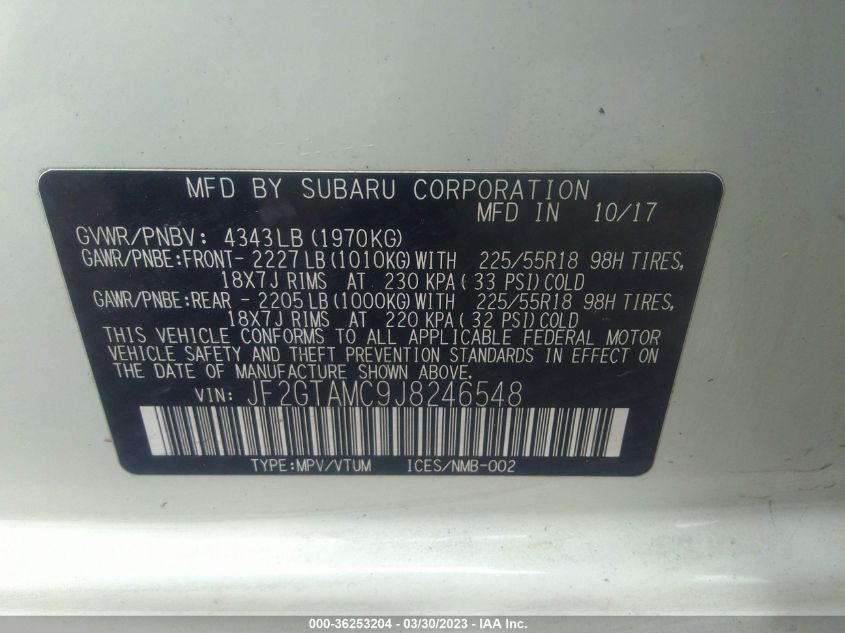 MFD BY SUBARU CORPORATION
MFD IN 10/17
GVWR/PNBV: 4343LB(1970KG)
GAWR/PNBE:FRONT- 2227LB(1010KG)WITH 225/55R18 98H TIRES,
18X7J RIMS AT 230 KPA( 33 PSI)COLD
GAWR/PNBE:REAR - 2205LB(1000KG)WITH 225/55R18 98H TIRES,
18X7J RIMS AT 220 KPA( 32 PSI)COLD
THIS VEHICLE CONFORMS TO ALL APPLICABLE FEDERAL MOTOR
VEHICLE SAFETY AND THEFT PREVENTION STANDARDS IN EFFECT ON
THE DATE OF MANUFACTURE SHOWN ABOVE.
VIN: JF2GTAMC9J8246548
TYPE:MPV/VTUM ICES/NMB-002
000-36253204 - 03/30/2023 - IAA Inc.